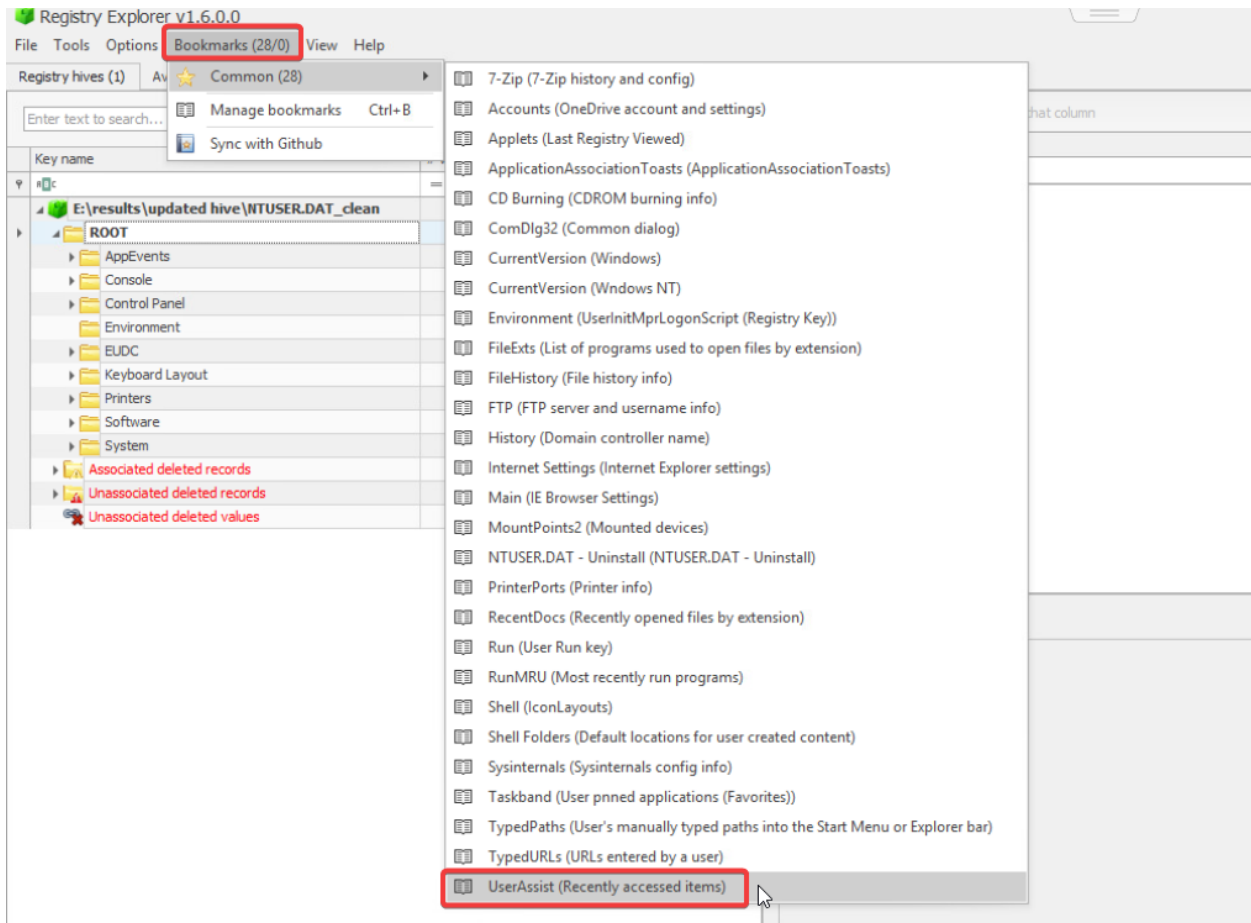 Registry Explorer v1.6.0.0
File Tools Options Bookmarks (28/0) View Help
Registry hives (1) Av
Common (28)
Manage bookmarks Ctrl+B
Sync with Github
Enter text to search...
hat column
Key name
=
E:\results\updated hive\NTUSER.DAT_clean
ROOT
AppEvents
Console
Control Panel
Environment
EUDC
Keyboard Layout
Printers
Software
System
Associated deleted records
Unassociated deleted records
Unassociated deleted values
7-Zip (7-Zip history and config)
Accounts (OneDrive account and settings)
Applets (Last Registry Viewed)
ApplicationAssociationToasts (ApplicationAssociationToasts)
CD Burning (CDROM burning info)
ComDlg32 (Common dialog)
CurrentVersion (Windows)
CurrentVersion (Wndows NT)
Environment (UserInitMprLogonScript (Registry Key))
FileExts (List of programs used to open files by extension)
FileHistory (File history info)
FTP (FTP server and username info)
History (Domain controller name)
Internet Settings (Internet Explorer settings)
Main (IE Browser Settings)
MountPoints2 (Mounted devices)
NTUSER.DAT - Uninstall (NTUSER.DAT - Uninstall)
PrinterPorts (Printer info)
RecentDocs (Recently opened files by extension)
Run (User Run key)
RunMRU (Most recently run programs)
Shell (IconLayouts)
Shell Folders (Default locations for user created content)
Sysinternals (Sysinternals config info)
Taskband (User pnned applications (Favorites))
TypedPaths (User's manually typed paths into the Start Menu or Explorer bar)
TypedURLs (URLs entered by a user)
UserAssist (Recently accessed items)